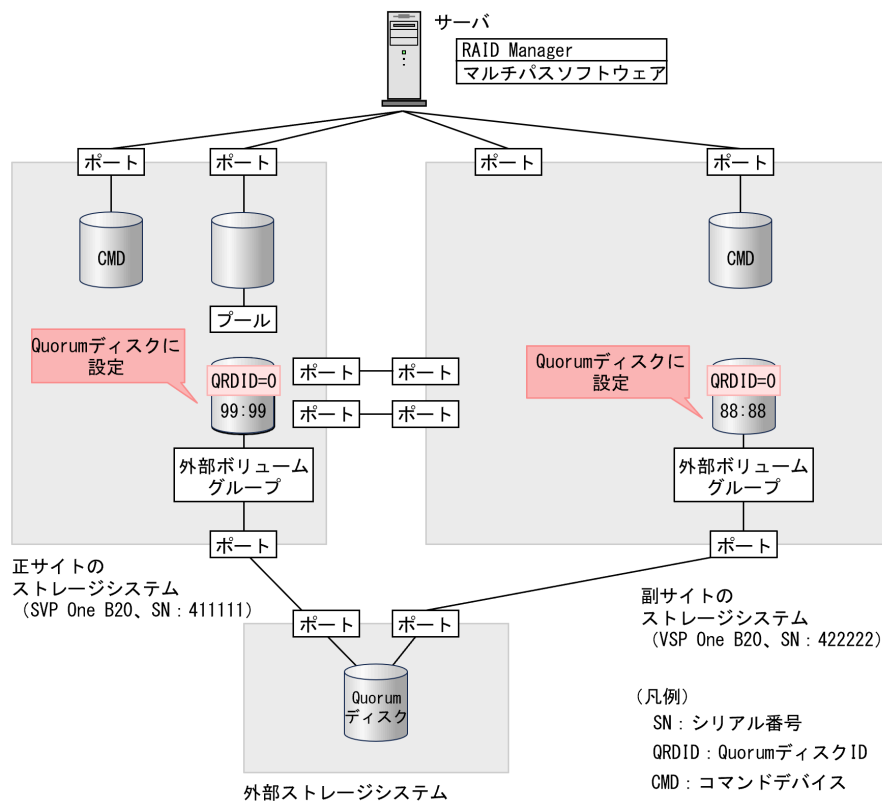 サーバ
RAID Manager
マルチパスソフトウェア
ポート
ポート
ポート
ポート
CMD
CMD
プール
Quorumディスクに
設定
QRDID=0
99:99
ポート
ポート
ポート
ポート
Quorumディスクに
設定
QRDID=0
88:88
外部ボリューム
グループ
外部ボリューム
グループ
ポート
ポート
正サイトの
ストレージシステム
(SVP One B20、SN:411111)
副サイトの
ストレージシステム
(VSP One B20、SN:422222)
ポート
ポート
Quorum
ディスク
外部ストレージシステム
(凡例)
SN:シリアル番号
QRDID:QuorumディスクID
CMD:コマンドデバイス